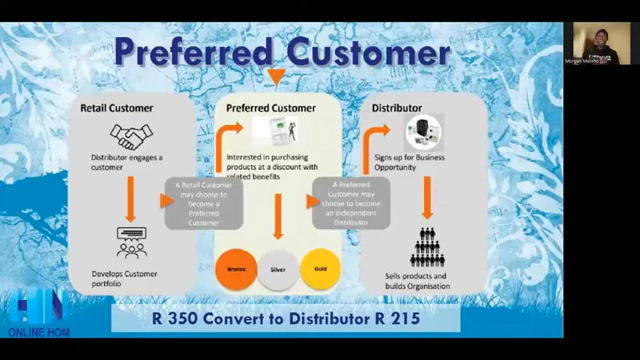 Preferred Customer
Retail Customer
Distributor engages a
customer
Develops Customer
portfolio
A Retail Customer
may choose to
become a
Preferred
Customer
Preferred Customer
Interested in purchasing
products at a discount with
related benefits
Bronze
Silver
Gold
A Preferred
Customer may
choose to become
an independent
Distributor
Distributor
Signs up for Business
Opportunity
Sells products and
builds Organisation
ONLINE HOM
R 350 Convert to Distributor R 215
Morgan